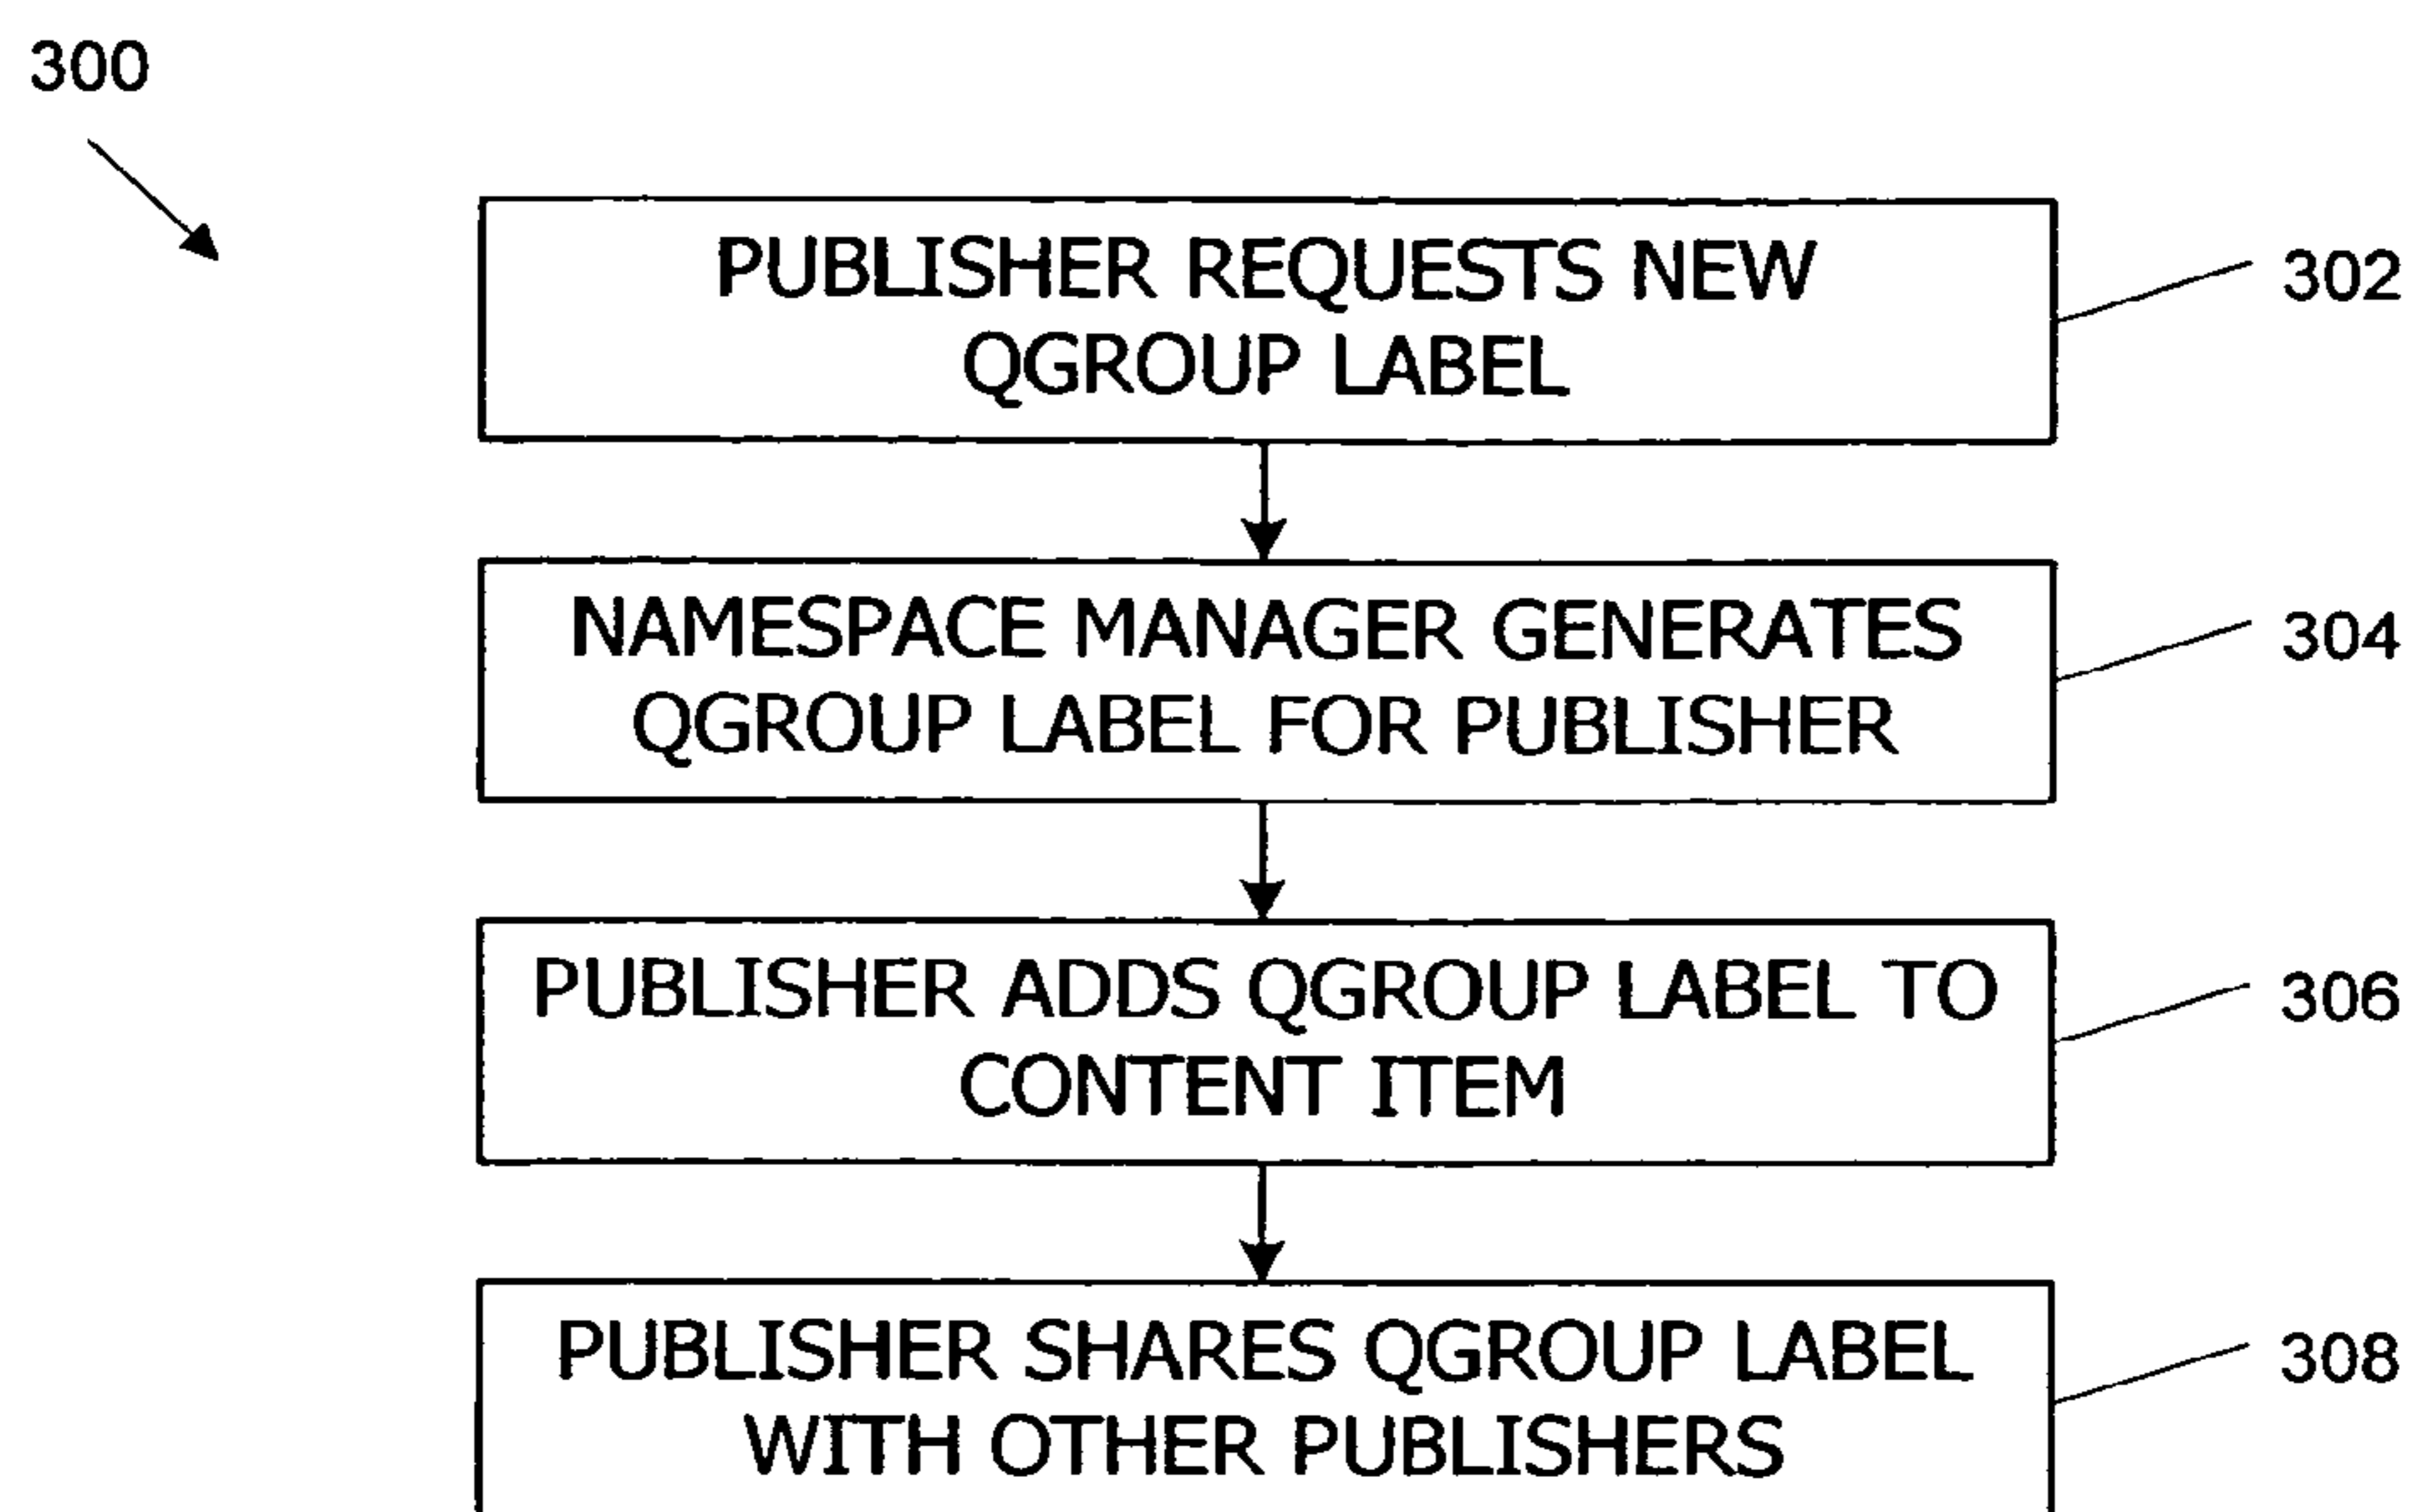 300
PUBLISHER REQUESTS NEW
QGROUP LABEL
302
NAMESPACE MANAGER GENERATES
QGROUP LABEL FOR PUBLISHER
304
PUBLISHER ADDS QGROUP LABEL TO
CONTENT ITEM
306
PUBLISHER SHARES QGROUP LABEL
WITH OTHER PUBLISHERS
308